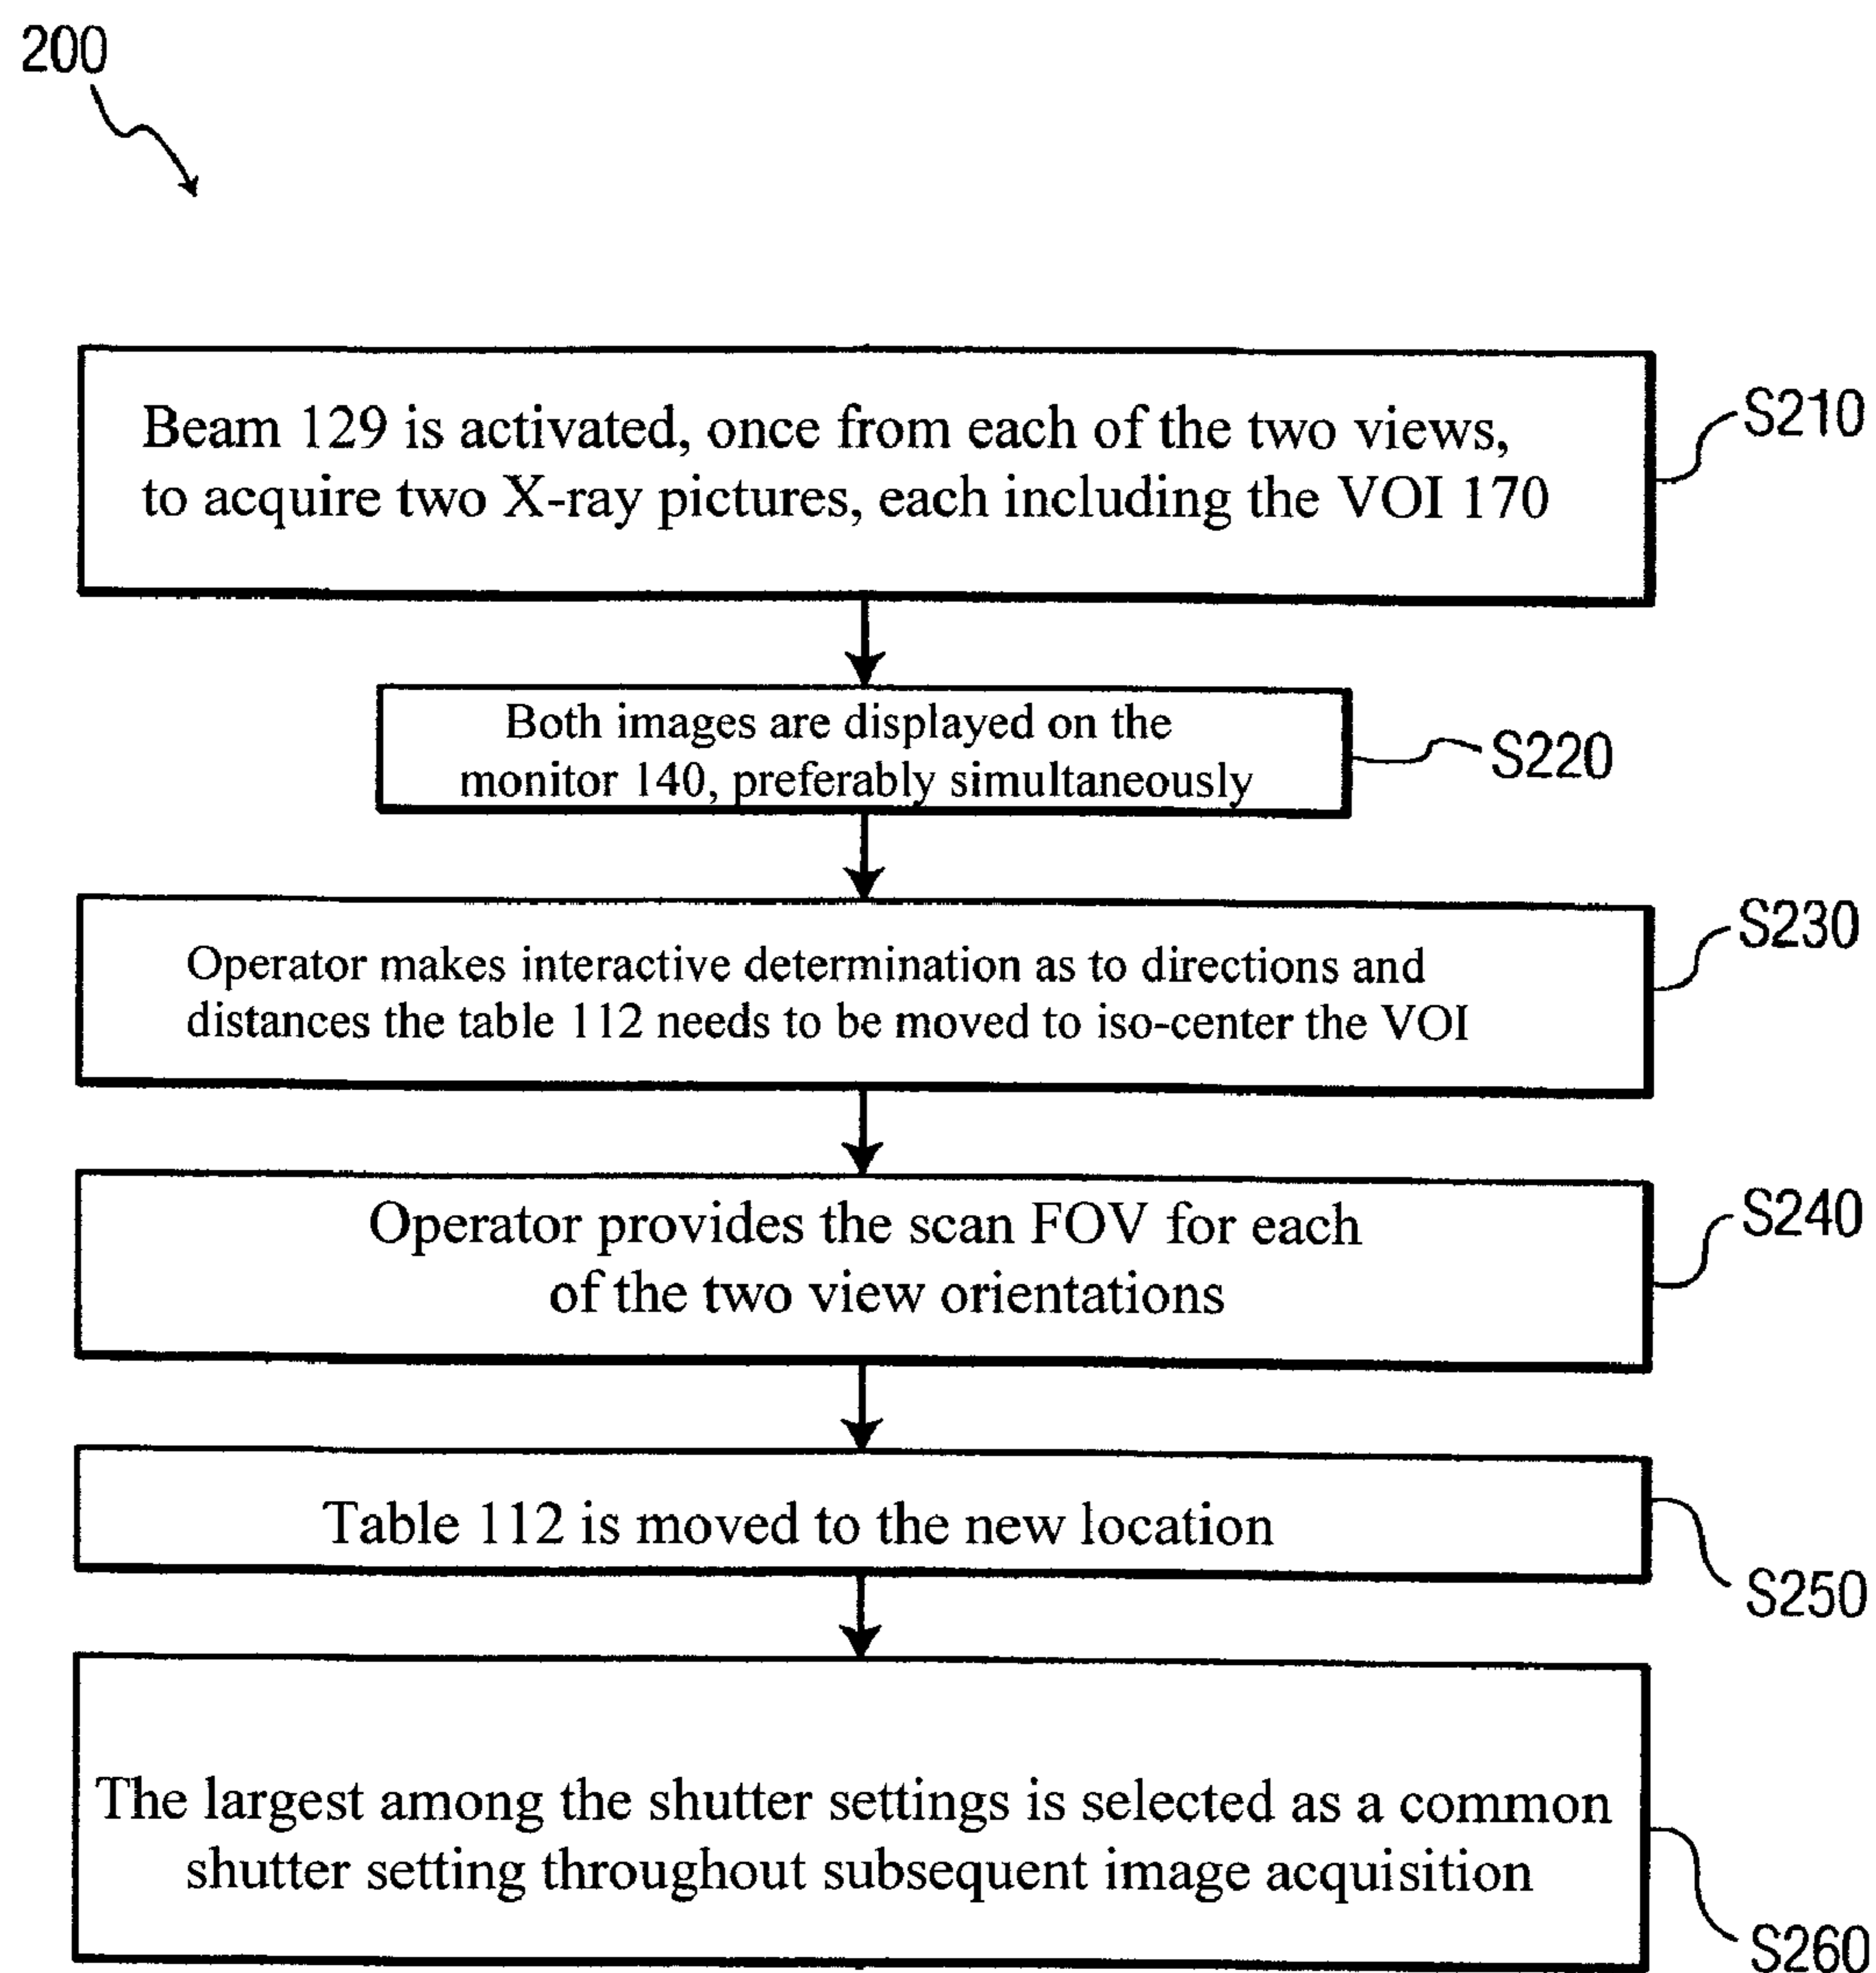 200
Beam 129 is activated, once from each of the two views,
to acquire two X-ray pictures, each including the VOI 170
S210
Both images are displayed on the
monitor 140, preferably simultaneously
S220
Operator makes interactive determination as to directions and
distances the table 112 needs to be moved to iso-center the VOI
S230
Operator provides the scan FOV for each
of the two view orientations
S240
Table 112 is moved to the new location
S250
The largest among the shutter settings is selected as a common
shutter setting throughout subsequent image acquisition
S260